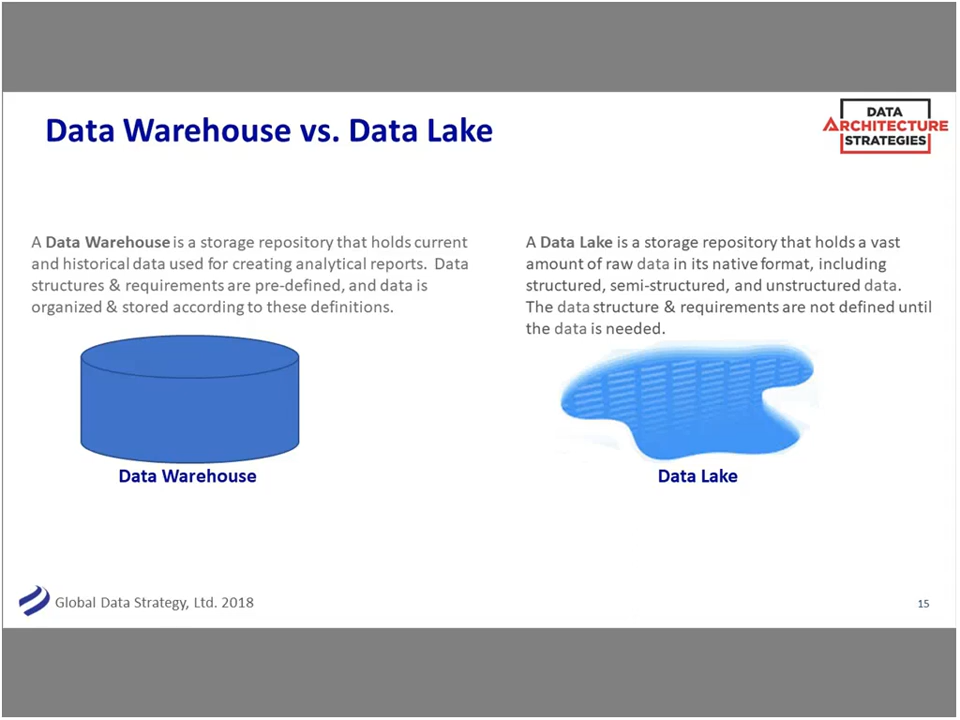 Data Warehouse vs. Data Lake
DATA
ARCHITECTURE
STRATEGIES
A Data Warehouse is a storage repository that holds current
and historical data used for creating analytical reports. Data
structures & requirements are pre-defined, and data is
organized & stored according to these definitions.
Data Warehouse
A Data Lake is a storage repository that holds a vast
amount of raw data in its native format, including
structured, semi-structured, and unstructured data.
The data structure & requirements are not defined until
the data is needed.
Data Lake
Global Data Strategy, Ltd. 2018
15